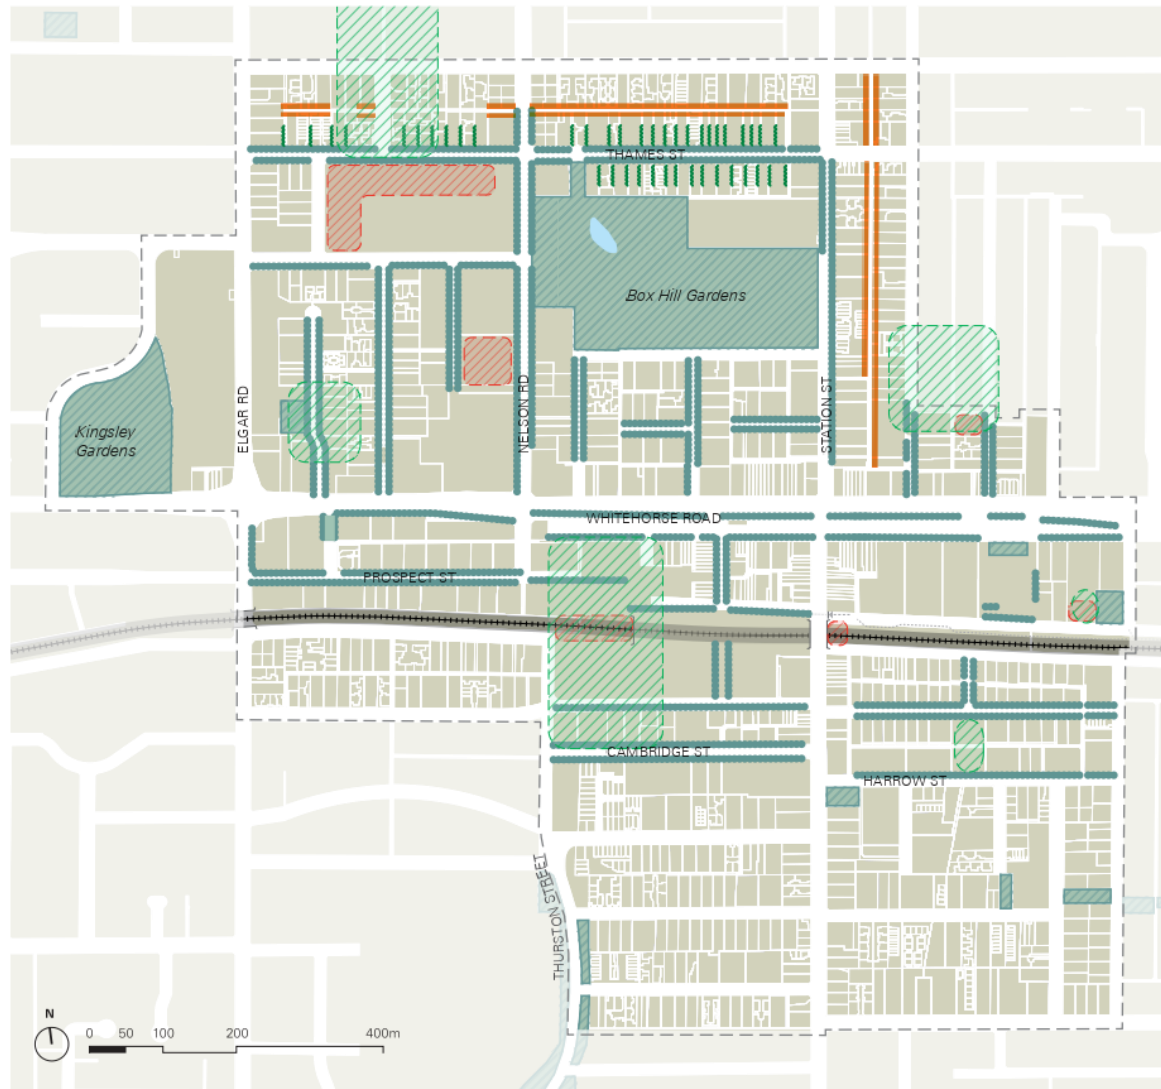 THAMES ST
Box Hill Gardens
ELGAR RD
NELSON RD
STATION ST
Kingsley
Gardens
WHITEHORSE ROAD
PROSPECT ST
CAMBRIDGE ST
HARROW ST
THURSTON STREET
N
0 50 100 200 400m